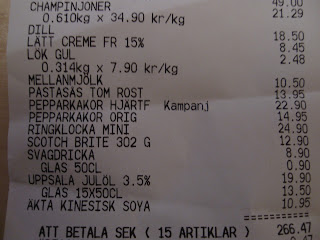 CHAMPINJONER 49.00
0.610kg x 34.90 kr/kg 21.29
DILL 18.50
LÄTT CREME FR 15% 8.45
LÖK GUL 2.48
0.314kg x 7.90 kr/kg
MELLANMJÖLK 10.50
PASTASÅS TOM ROST 13.95
PEPPARKAKOR HJÄRTF Kampanj 22.90
PEPPARKAKOR ORIG 14.95
RINGKLOCKA MINI 24.90
SCOTCH BRITE 302 G 12.90
SVAGDRICKA 8.90
GLAS 50CL 0.90
UPPSALA JULÖL 3.5% 19.90
GLAS 15X50CL 13.50
ÄKTA KINESISK SOYA 10.95
ATT BETALA SEK ( 15 ARTIKLAR ) 266.47